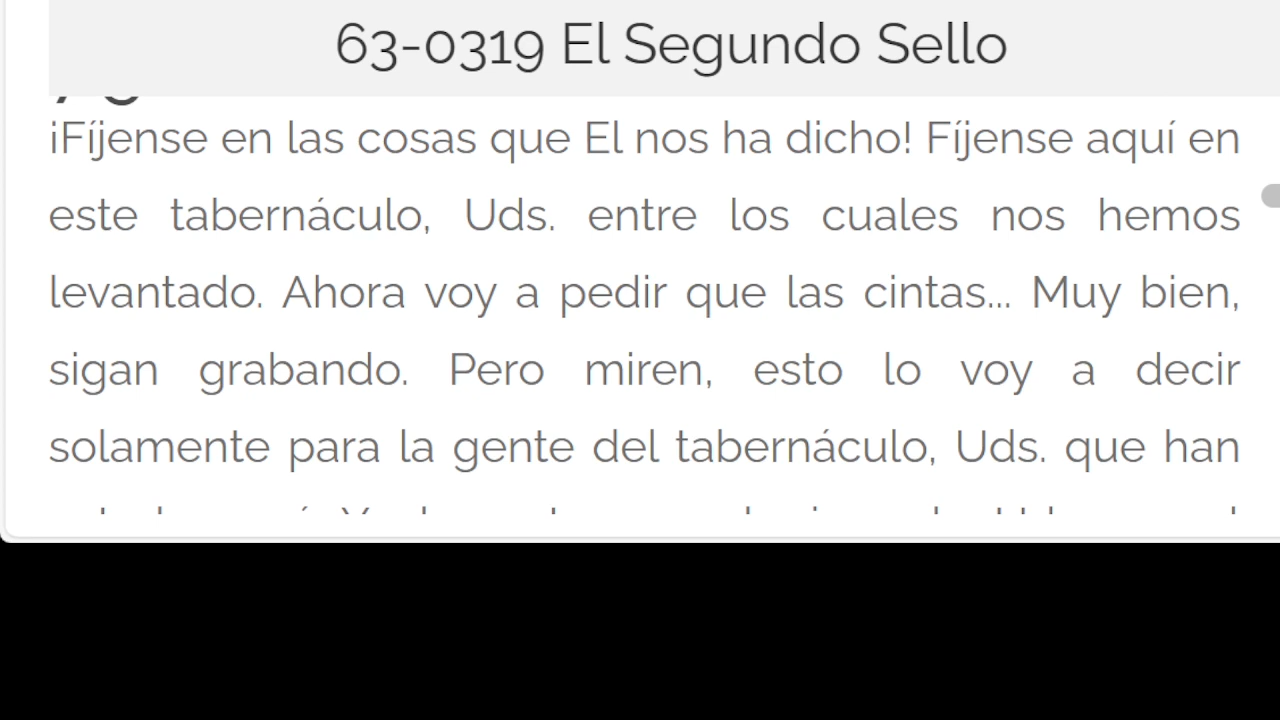 63-0319 El Segundo Sello
¡Fíjense en las cosas que El nos ha dicho! Fíjense aquí en
este tabernáculo, Uds. entre los cuales nos hemos
levantado. Ahora voy a pedir que las cintas... Muy bien,
sigan grabando. Pero miren, esto lo voy a decir
solamente para la gente del tabernáculo, Uds. que han